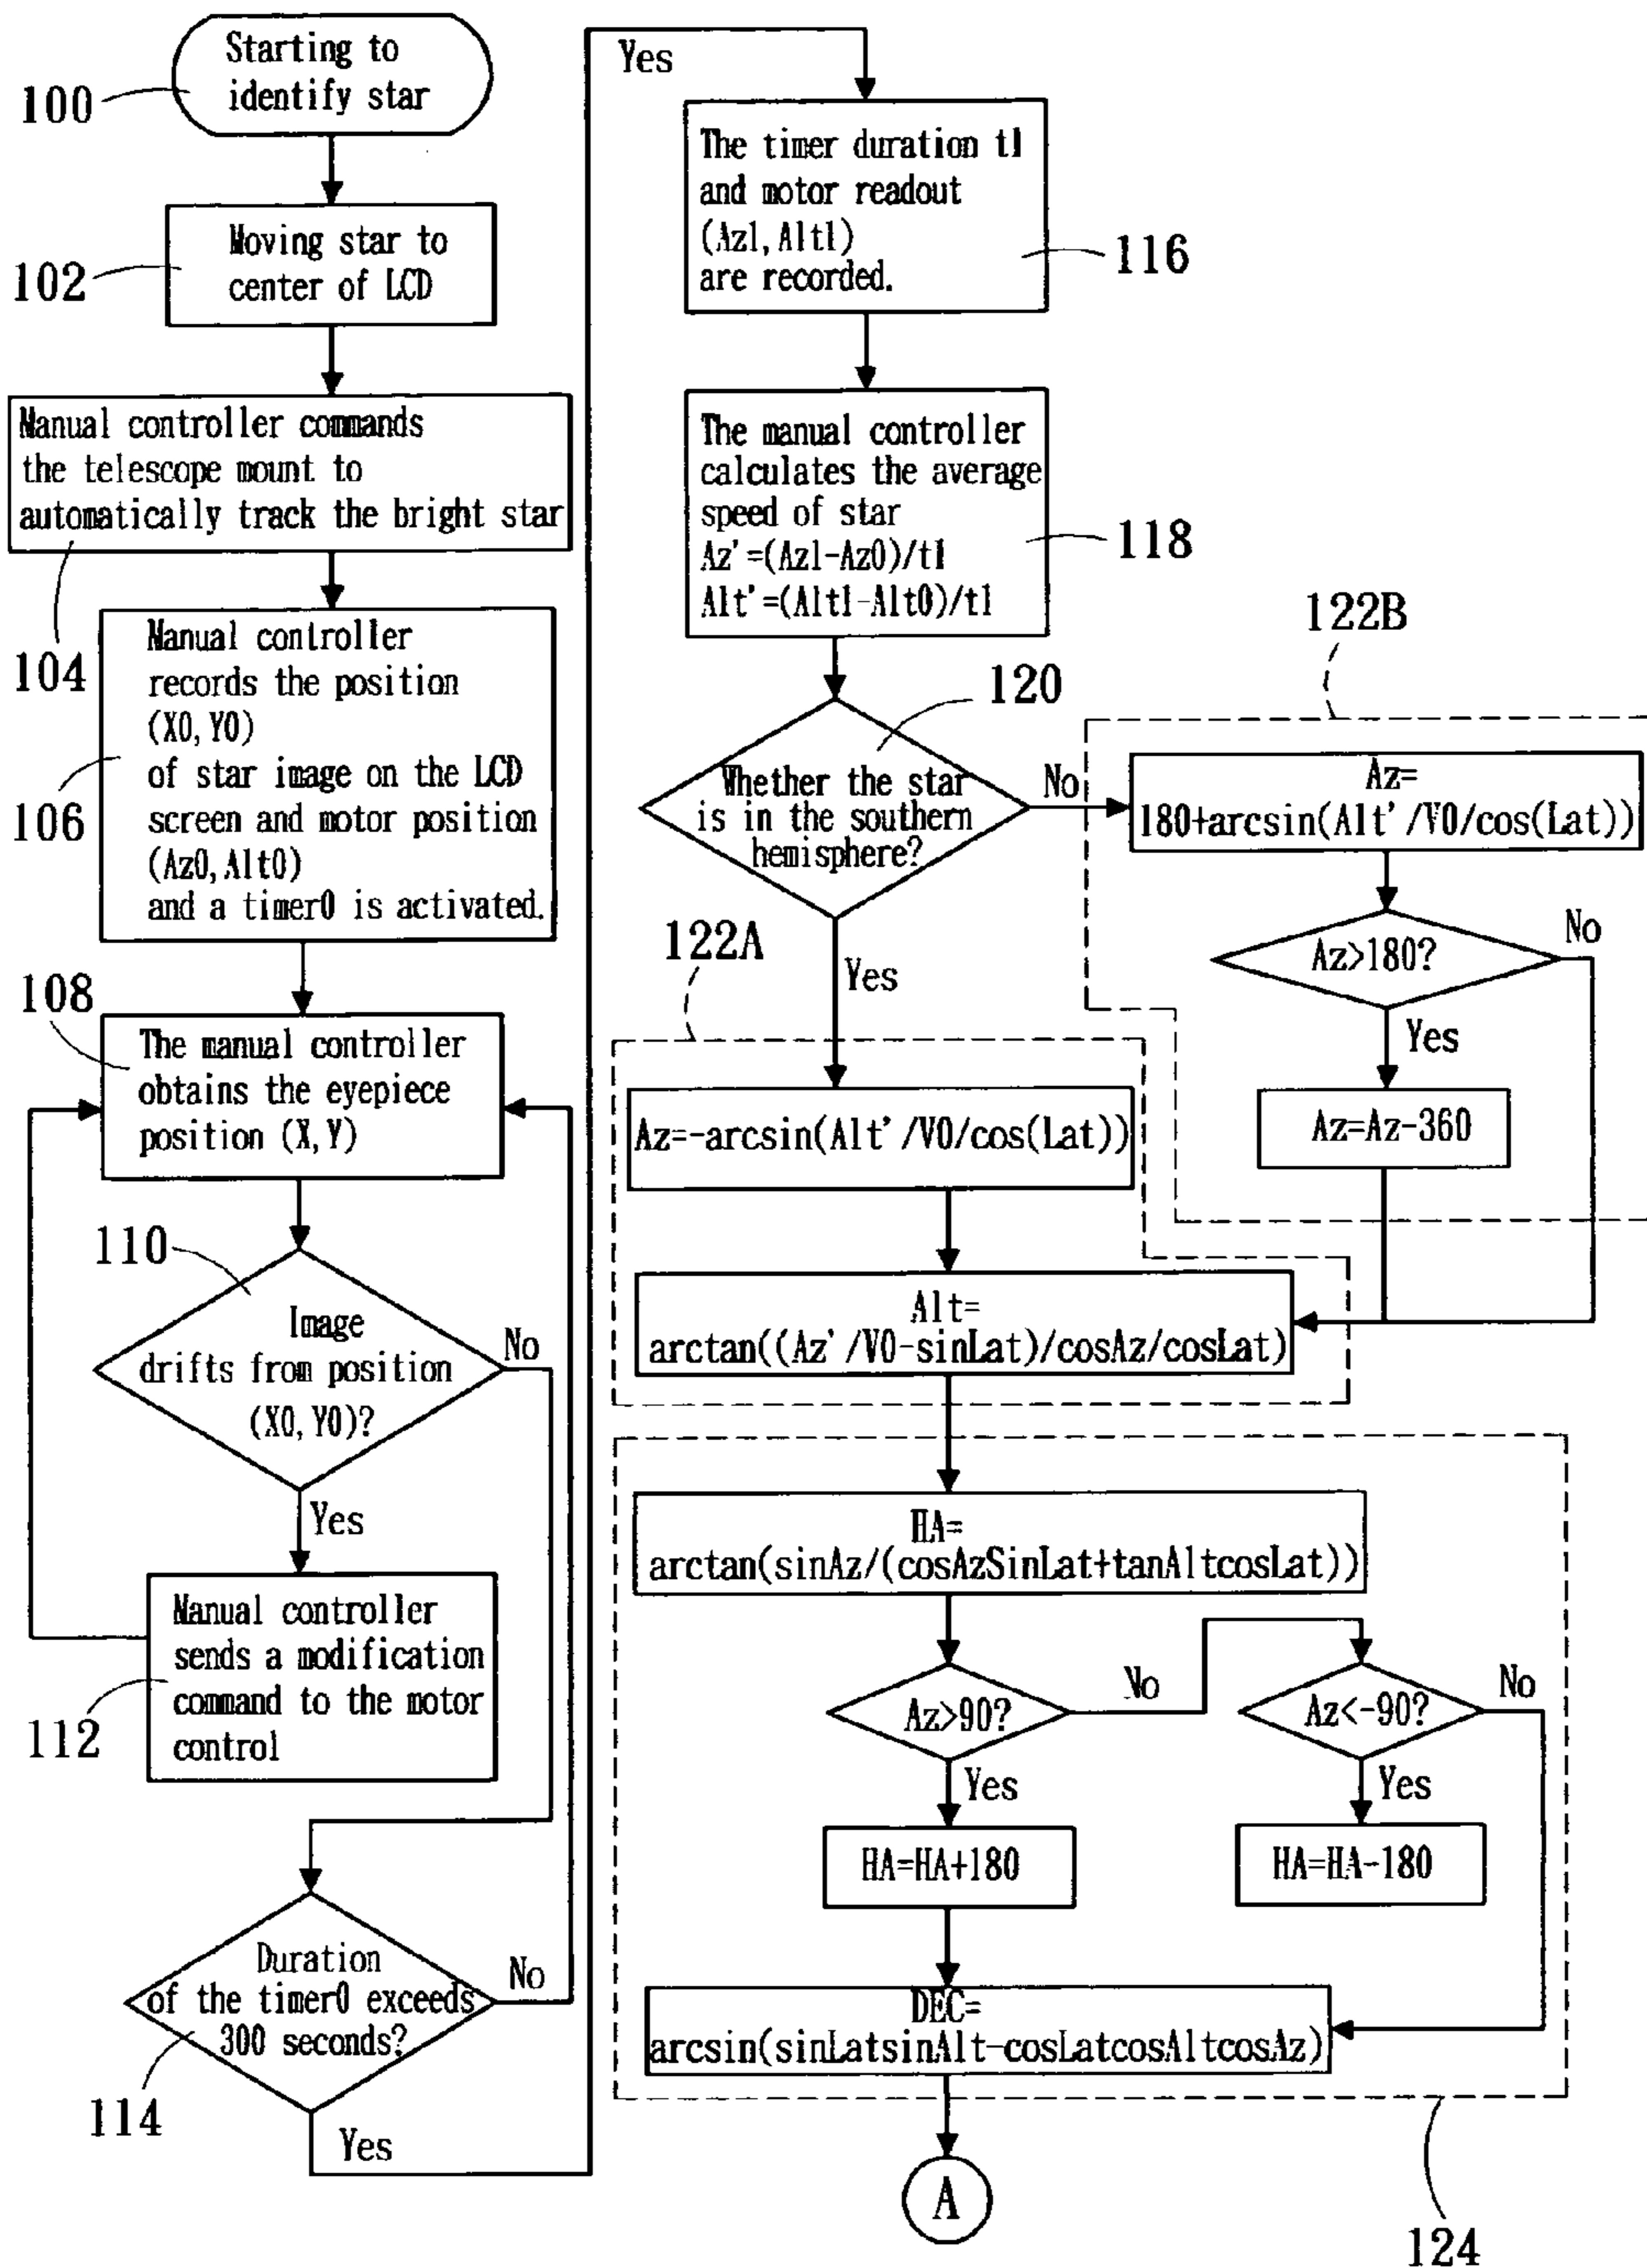 100
Starting to
identify star
102
Moving star to
center of LCD
Manual controller commands
the telescope mount to
automatically track the bright star
104
Manual controller
records the position
(X0, Y0)
of star image on the LCD
screen and motor position
(Az0, Alt0)
and a timer0 is activated.
106
108
The manual controller
obtains the eyepiece
position (X, Y)
110
Image
drifts from position
(X0, Y0)?
No
Yes
Manual controller
sends a modification
command to the motor
control
112
Duration
of the timer0 exceeds
300 seconds?
No
114
Yes
Yes
The timer duration t1
and motor readout
(Az1, Alt1)
are recorded.
116
The manual controller
calculates the average
speed of star
Az'=(Az1-Az0)/t1
Alt'=(Alt1-Alt0)/t1
118
120
Whether the star
is in the southern
hemisphere?
No
Yes
122B
Az=
180+arcsin(Alt'/V0/cos(Lat))
Az>180?
No
Yes
Az=Az-360
122A
Az=-arcsin(Alt'/V0/cos(Lat))
Alt=
arctan((Az'/V0-sinLat)/cosAz/cosLat)
HA=
arctan(sinAz/(cosAzSinLat+tanAltcosLat))
Az>90?
No
Yes
Az<-90?
No
Yes
HA=HA+180
HA=HA-180
DEC=
arcsin(sinLatsinAlt-cosLatcosAltcosAz)
124
A